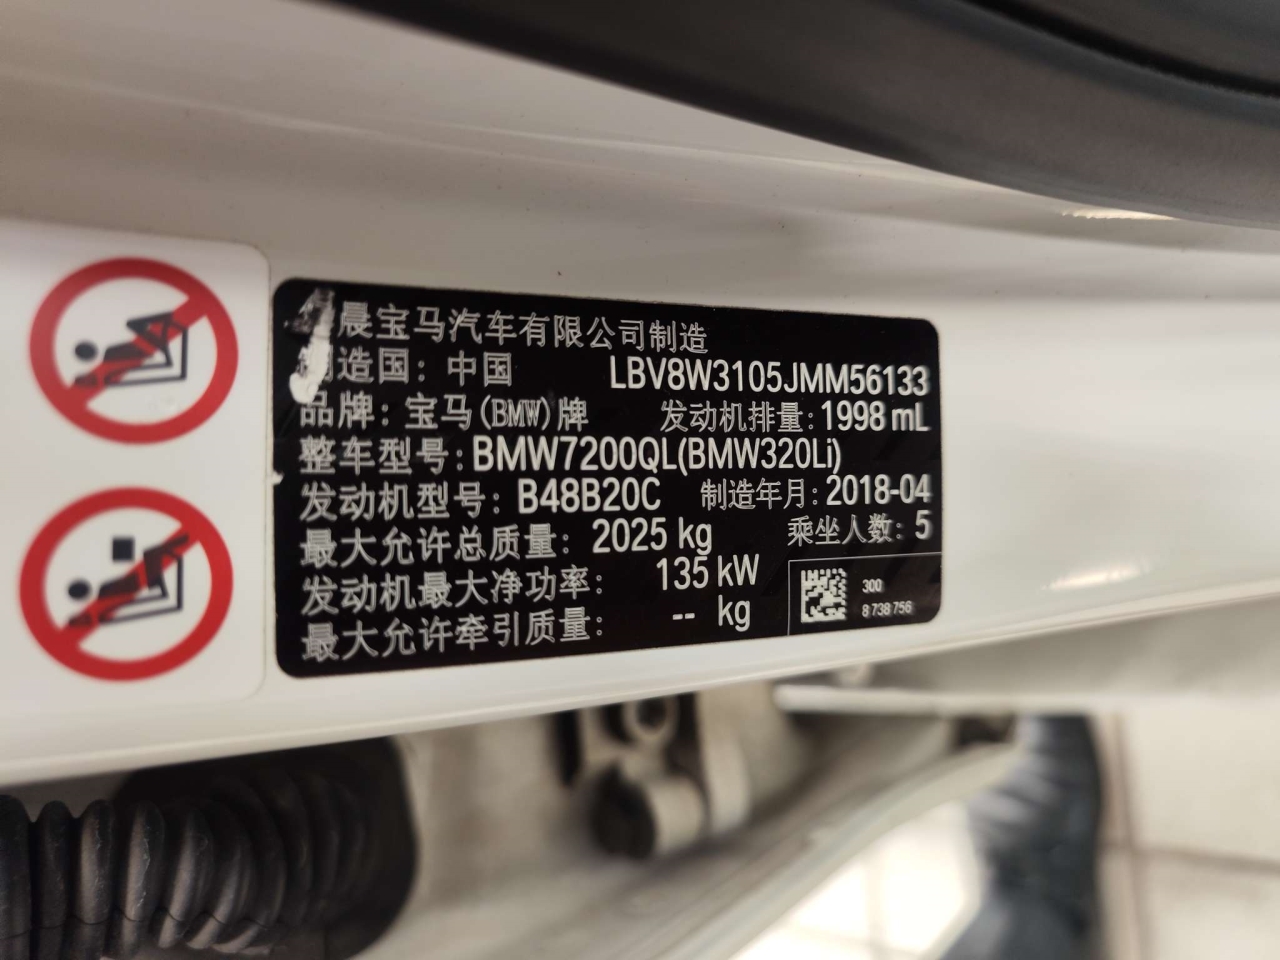 晨宝马汽车有限公司制造
制造国：中国 LBV8W3105JMM56133
品牌：宝马(BMW)牌 发动机排量：1998 mL
整车型号：BMW7200QL(BMW320Li)
发动机型号：B48B20C 制造年月：2018-04
最大允许总质量：2025 kg 乘坐人数：5
发动机最大净功率：135 kW
最大允许牵引质量：-- kg
300
8 738 756